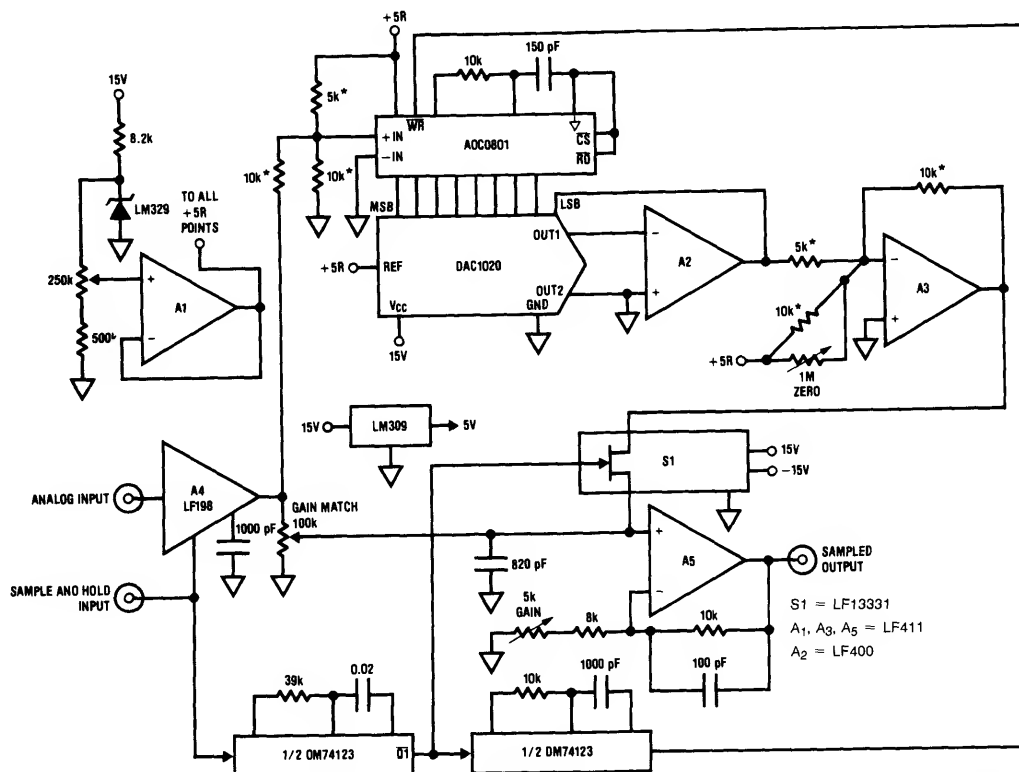 +5R
15V
8.2k
LM329
TO ALL
+5R
POINTS
250k
+
A1
−
500k
5k*
10k*
10k*
WR
10k
150 pF
+IN
−IN
AOC0801
CS
RD
MSB
LSB
OUT1
DAC1020
+5R
REF
OUT2
VCC
GND
15V
−
A2
+
5k*
10k*
−
A3
+
10k*
+5R
1M
ZERO
15V
LM309
5V
S1
15V
−15V
ANALOG INPUT
A4
LF198
1000 pF
GAIN MATCH
100k
820 pF
+
A5
−
SAMPLED
OUTPUT
SAMPLE ANO HOLD
INPUT
5k
GAIN
8k
10k
100 pF
S1 = LF13331
A1, A3, A5 = LF411
A2 = LF400
39k
0.02
10k
1000 pF
1/2 OM74123
Q1
1/2 DM74123